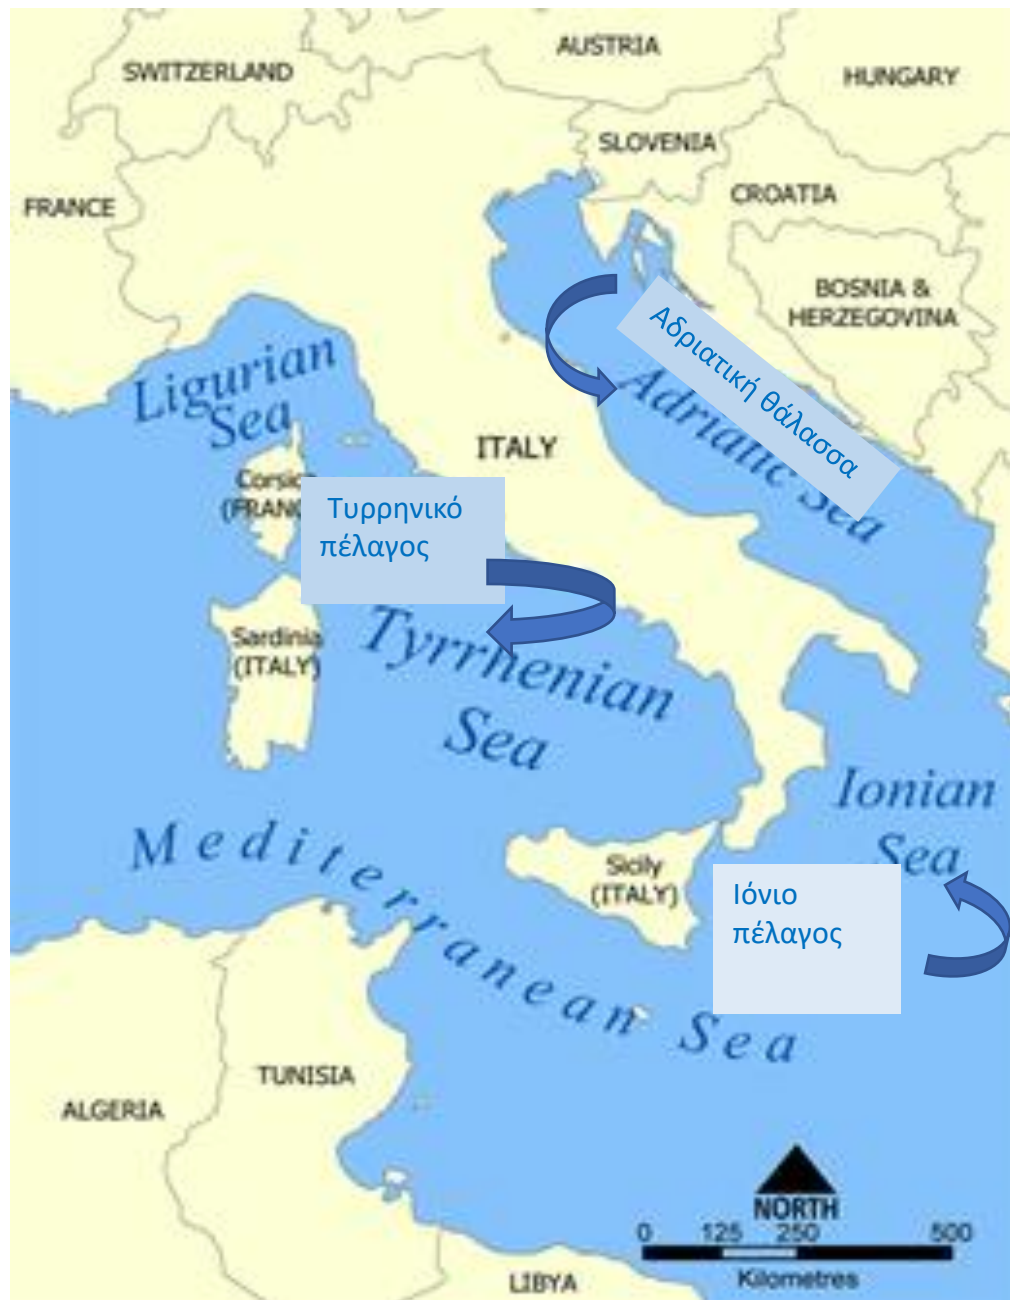 AUSTRIA
SWITZERLAND
HUNGARY
SLOVENIA
CROATIA
FRANCE
BOSNIA &
HERZEGOVINA
Αδριατική θάλασσα
Adriatic Sea
Ligurian
Sea
ITALY
Corsica
(FRANC
Τυρρηνικό
πέλαγος
Tyrrhenian
Sea
Sardinia
(ITALY)
Ionian
Sea
Mediterranean Sea
Sicily
(ITALY)
Ιόνιο
πέλαγος
TUNISIA
ALGERIA
NORTH
0 125 250 500
Kilometres
LIBYA